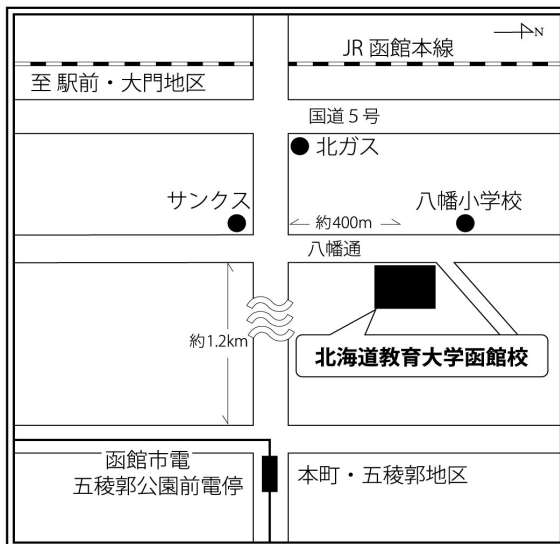 N
JR 函館本線
至 駅前・大門地区
国道５号
北ガス
サンクス
八幡小学校
約400m
八幡通
約1.2km
北海道教育大学函館校
函館市電
五稜郭公園前電停
本町・五稜郭地区